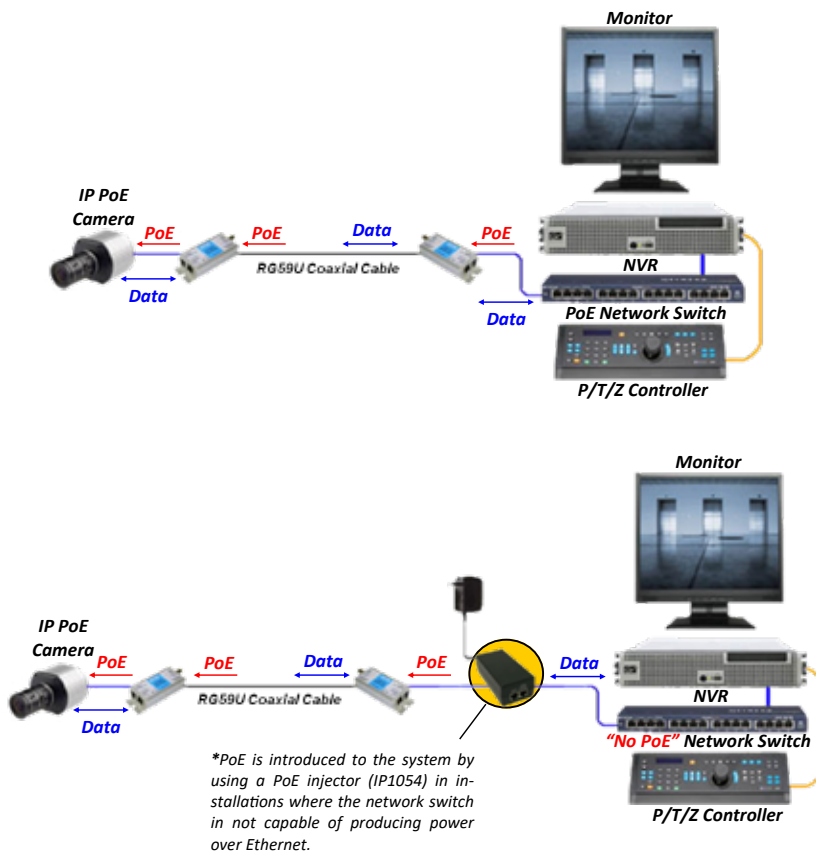 Monitor
IP PoE
Camera
PoE
PoE
Data
PoE
RG59U Coaxial Cable
NVR
Data
Data
PoE Network Switch
P/T/Z Controller
Monitor
IP PoE
Camera
PoE
PoE
Data
PoE
Data
RG59U Coaxial Cable
NVR
Data
“No PoE” Network Switch
*PoE is introduced to the system by
using a PoE injector (IP1054) in in-
stallations where the network switch
in not capable of producing power
over Ethernet.
P/T/Z Controller